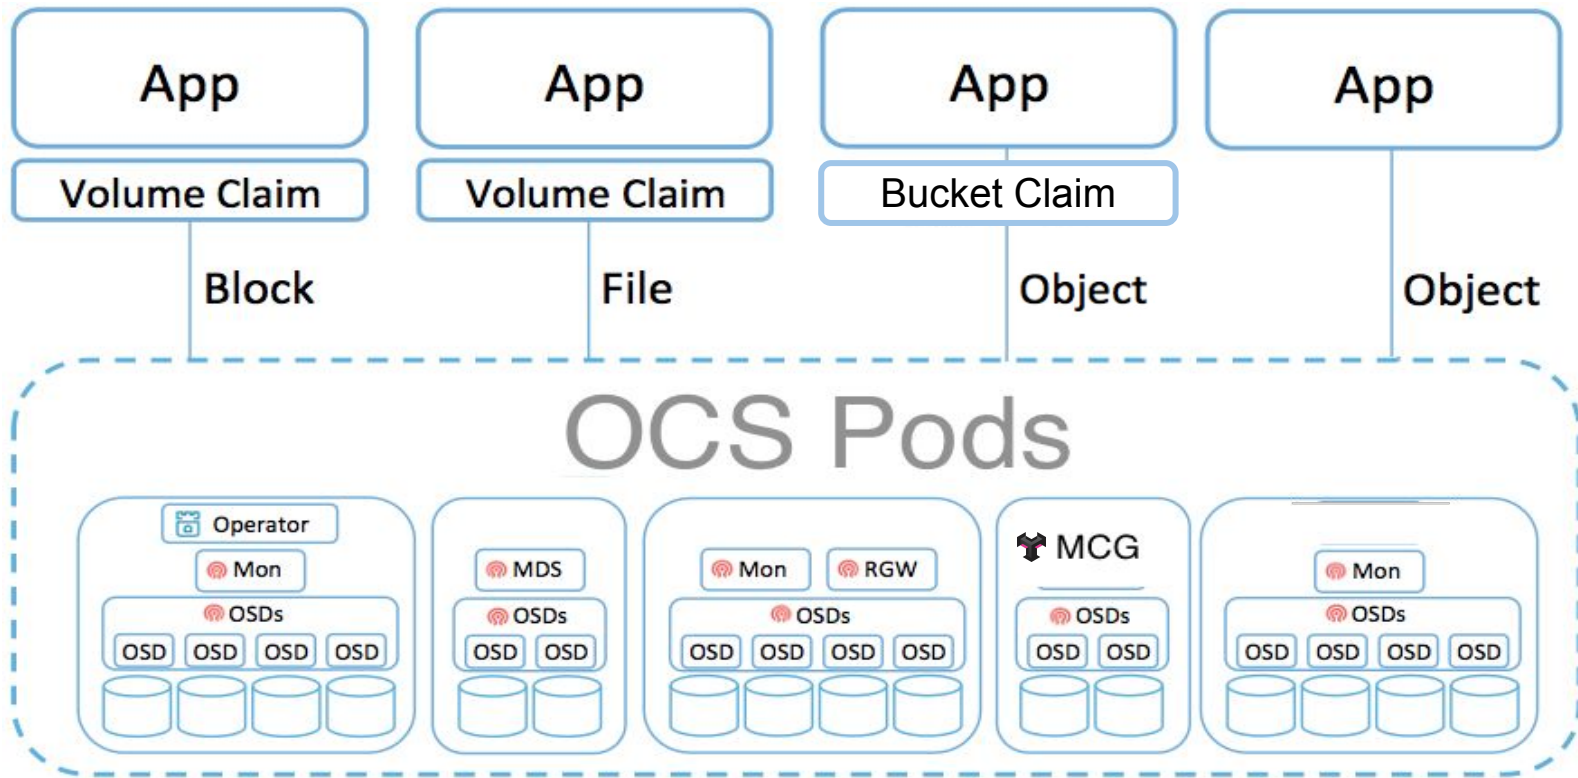 App App App App
Volume Claim Volume Claim Bucket Claim
Block File Object Object
OCS Pods
Operator
Mon MDS Mon RGW MCG Mon
OSDs OSDs OSDs OSDs OSDs
OSD OSD OSD OSD OSD OSD OSD OSD OSD OSD OSD OSD OSD OSD OSD OSD